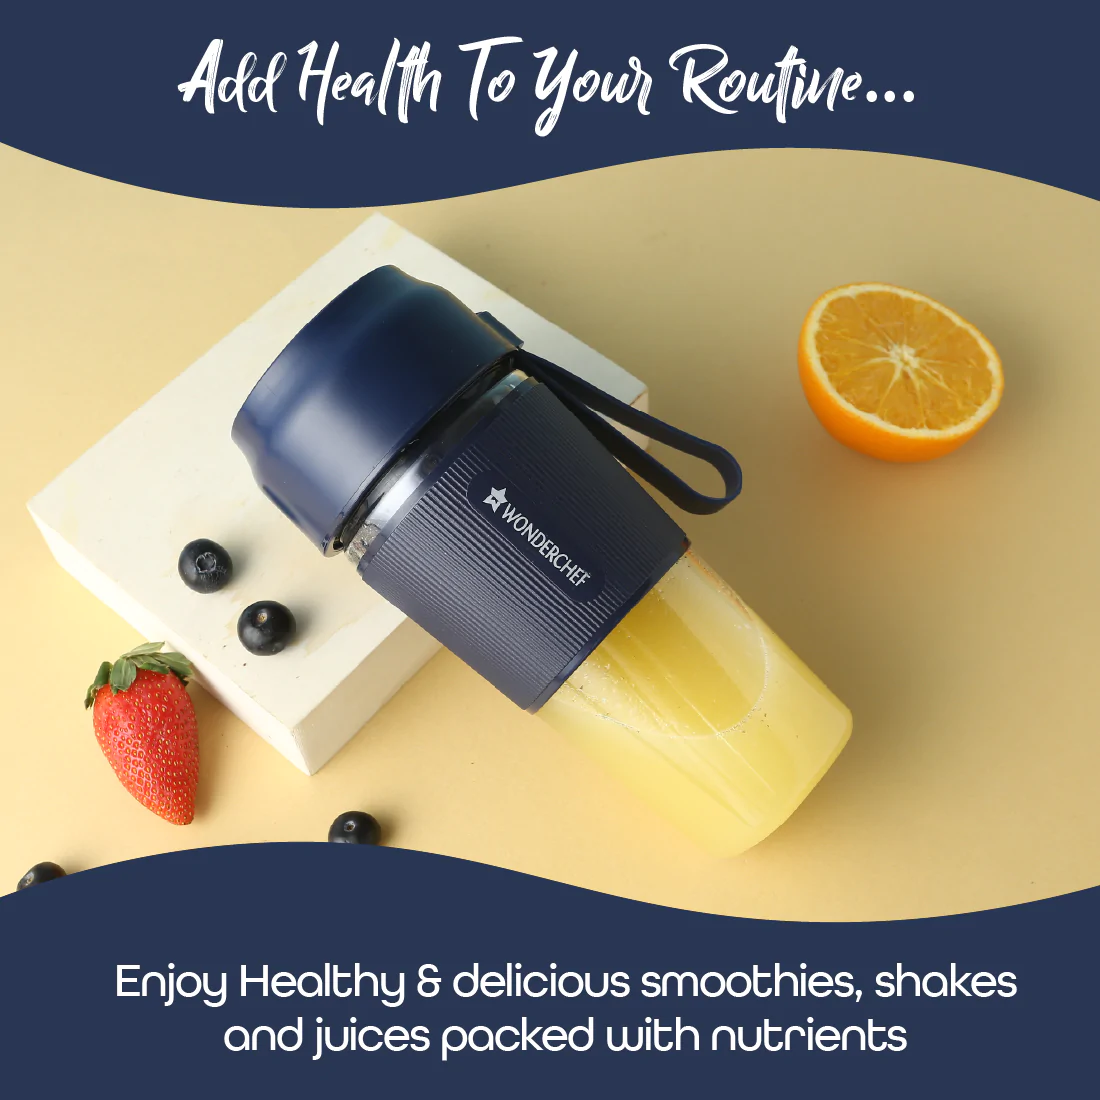 Add Health To Your Routine...
WONDERCHEF
Enjoy Healthy & delicious smoothies, shakes
and juices packed with nutrients